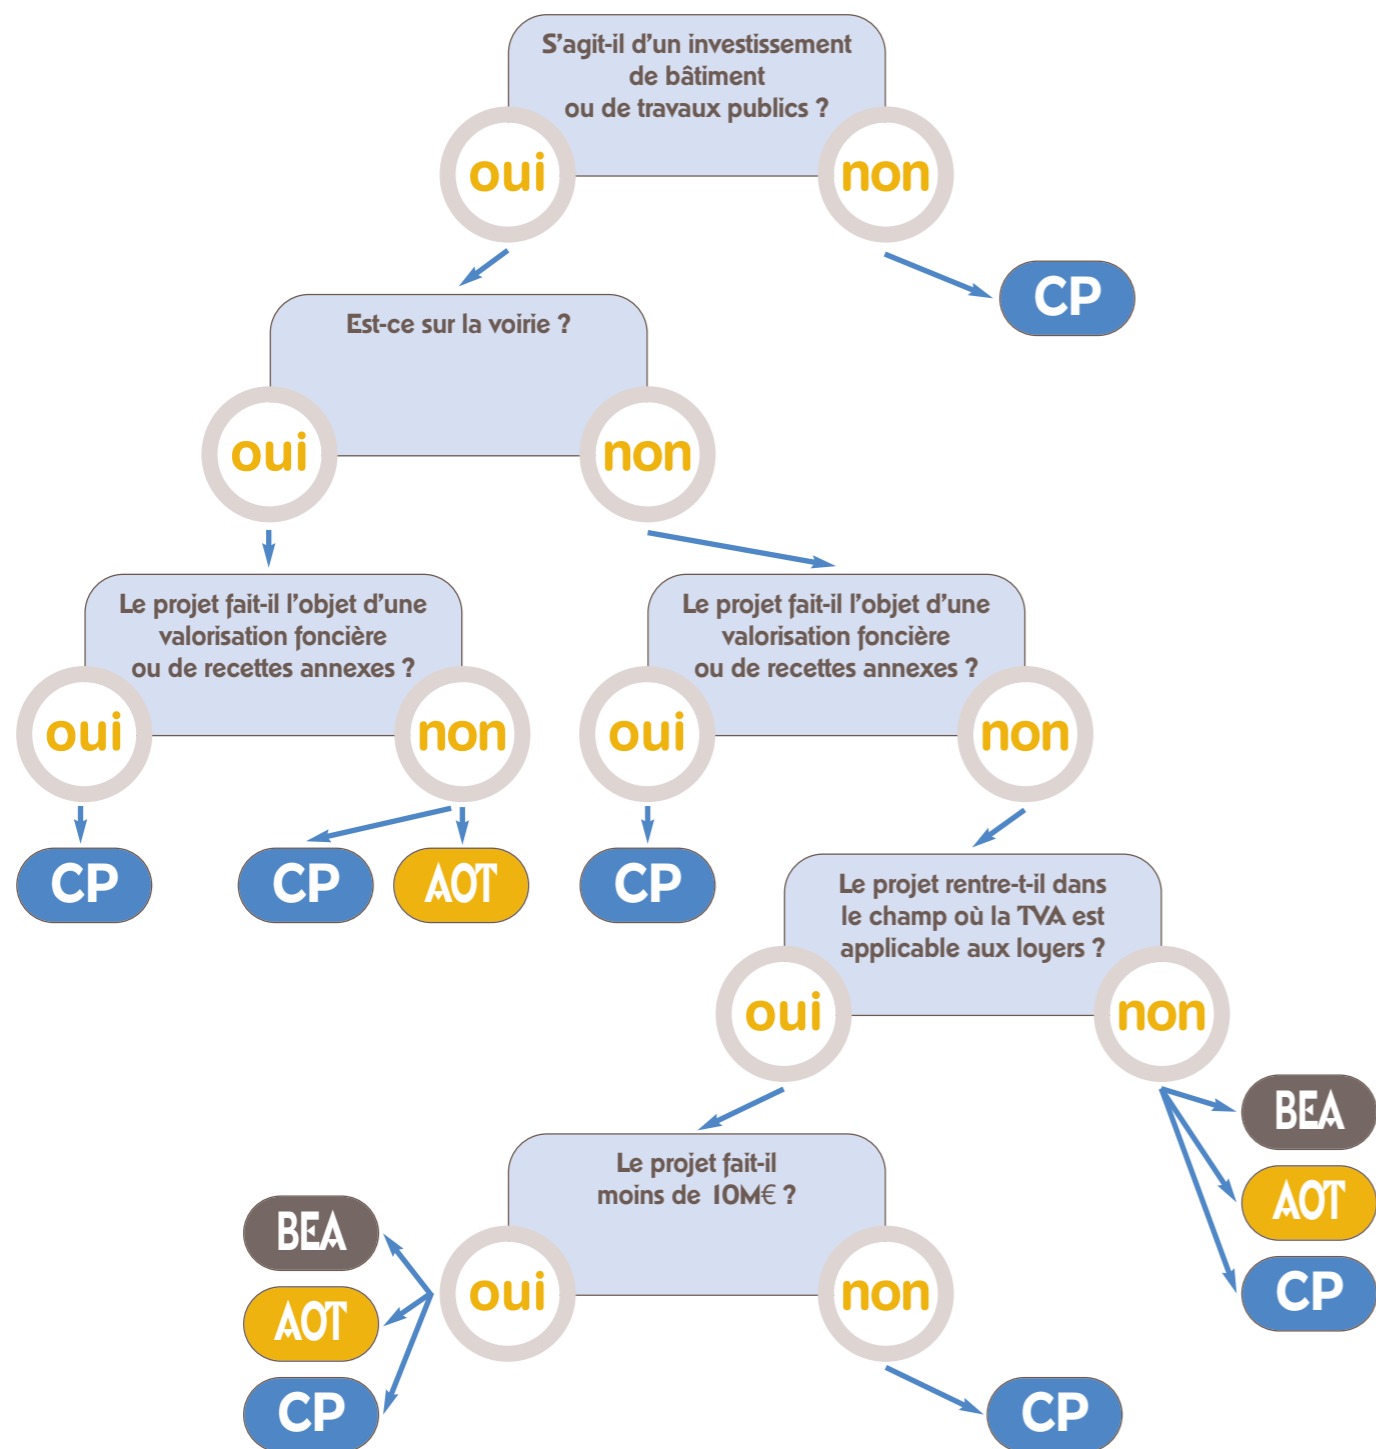 S'agit-il d'un investissement
de bâtiment
ou de travaux publics ?
oui
non
CP
Est-ce sur la voirie ?
oui
non
Le projet fait-il l'objet d'une
valorisation foncière
ou de recettes annexes ?
oui
non
Le projet fait-il l'objet d'une
valorisation foncière
ou de recettes annexes ?
oui
non
CP
CP
AOT
CP
Le projet rentre-t-il dans
le champ où la TVA est
applicable aux loyers ?
oui
non
BEA
AOT
CP
Le projet fait-il
moins de 10M€ ?
oui
non
BEA
AOT
CP
CP